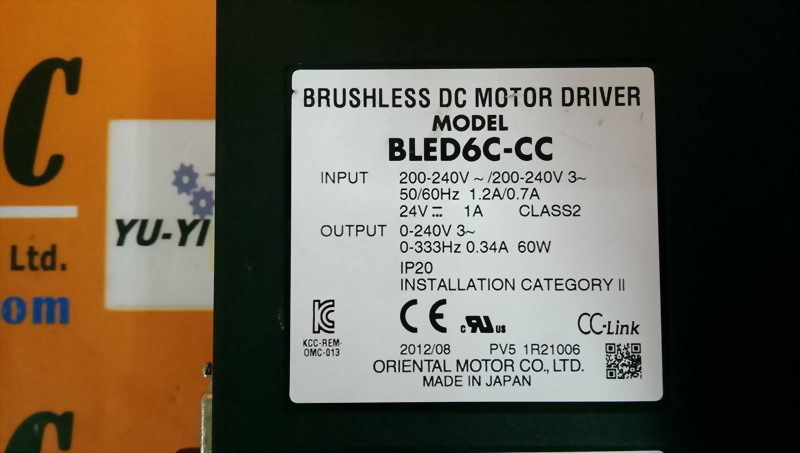 C
YU-YI
Ltd.
om
C
BRUSHLESS DC MOTOR DRIVER
MODEL
BLED6C-CC
INPUT 200-240V ~ /200-240V 3~
50/60Hz 1.2A/0.7A
24V ⎓ 1A CLASS2
OUTPUT 0-240V 3~
0-333Hz 0.34A 60W
IP20
INSTALLATION CATEGORY II
KCC-REM-
OMC-013
CE c RU us CC-Link
2012/08 PV5 1R21006
ORIENTAL MOTOR CO., LTD.
MADE IN JAPAN